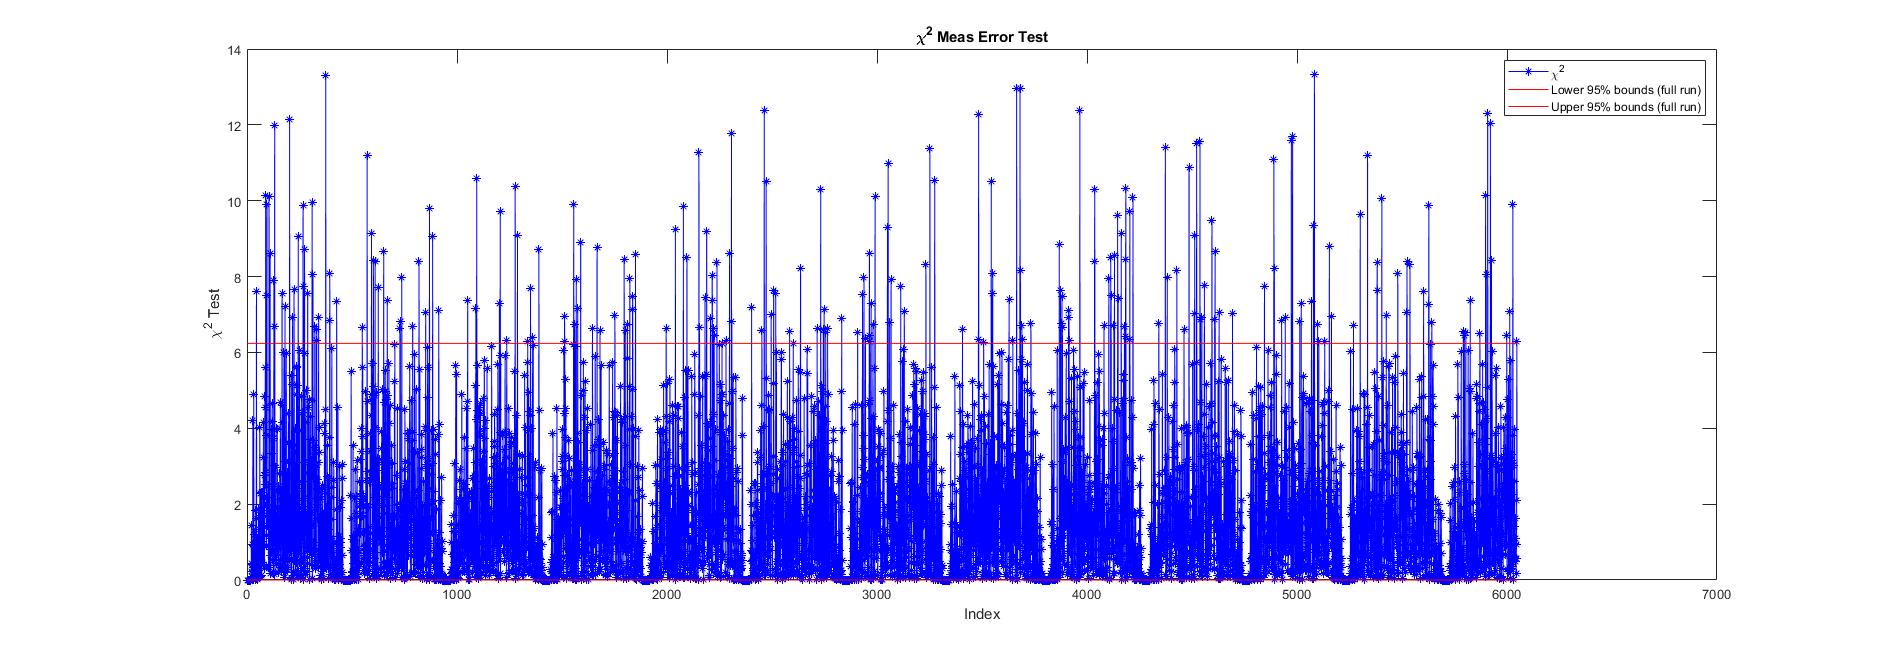 χ² Meas Error Test
14
12
10
8
6
4
2
0
χ² Test
χ²
Lower 95% bounds (full run)
Upper 95% bounds (full run)
0 1000 2000 3000 4000 5000 6000 7000
Index